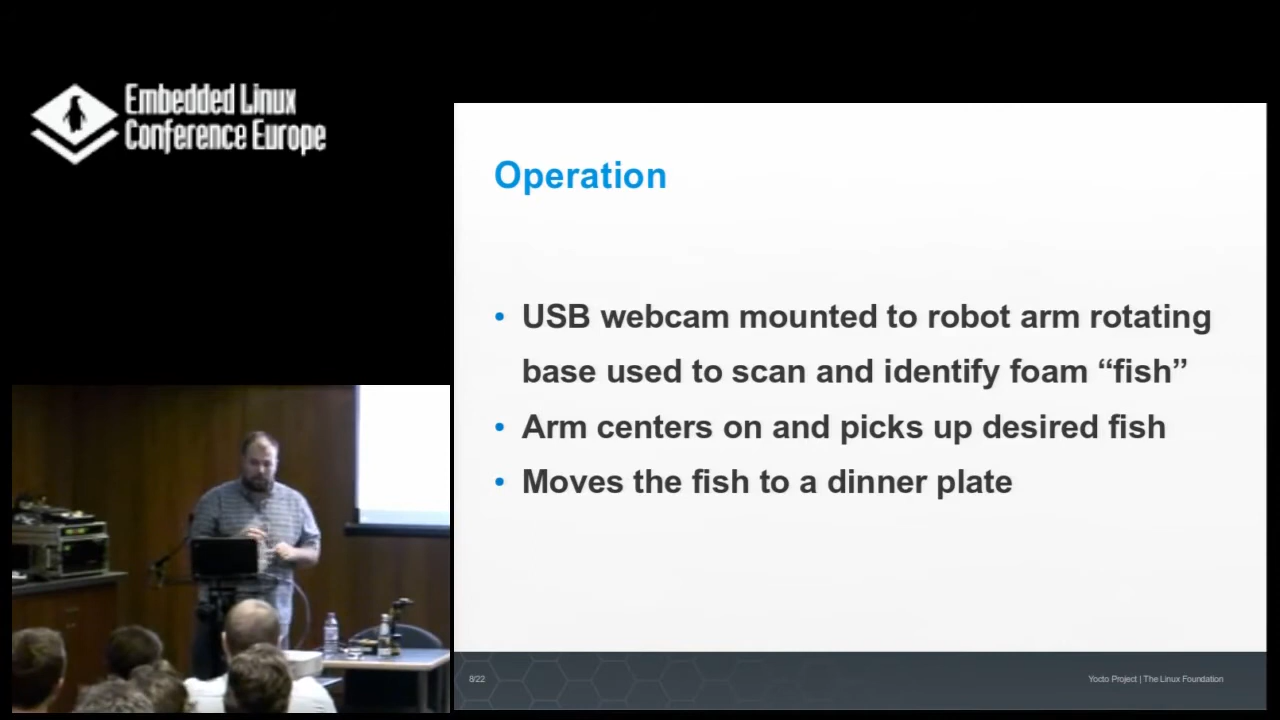 Embedded Linux
Conference Europe
Operation
• USB webcam mounted to robot arm rotating
base used to scan and identify foam “fish”
• Arm centers on and picks up desired fish
• Moves the fish to a dinner plate
8/22
Yocto Project | The Linux Foundation